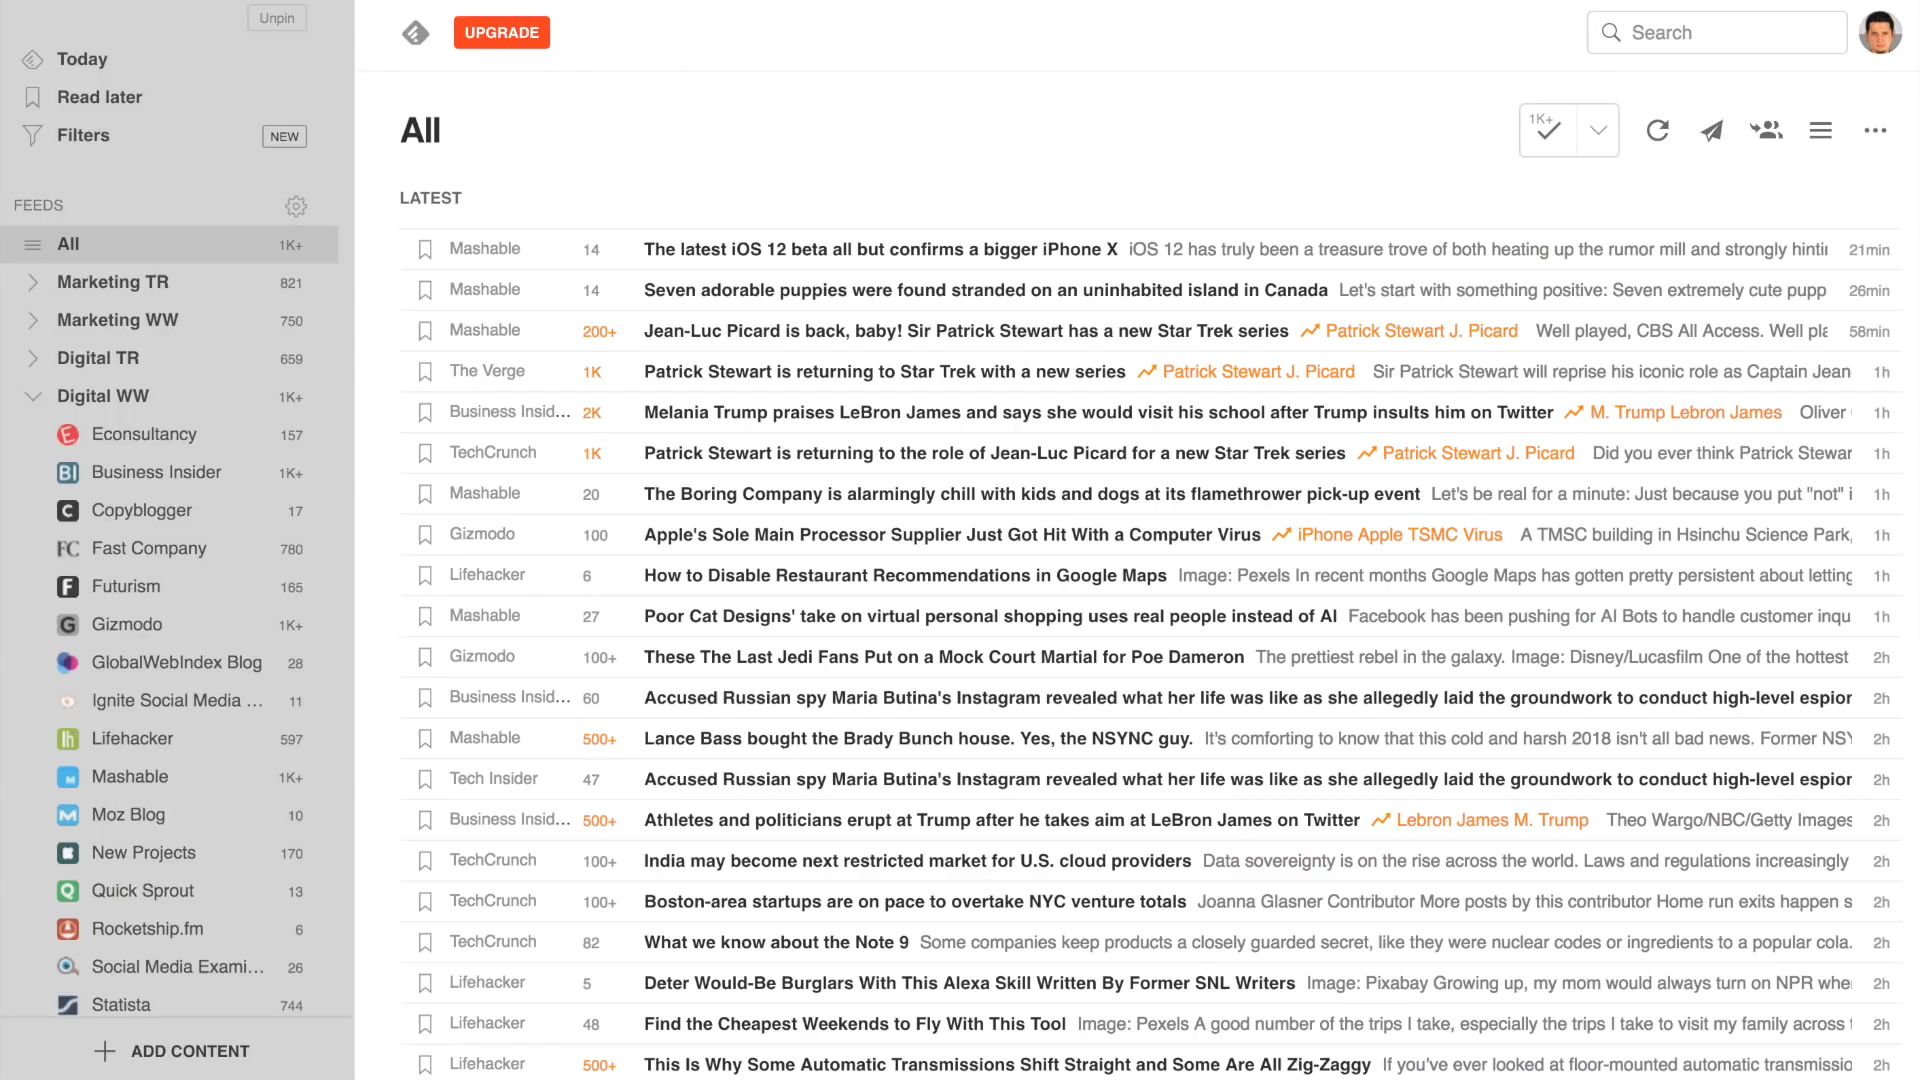 Unpin
Today
Read later
Filters NEW
FEEDS
All 1K+
Marketing TR 821
Marketing WW 750
Digital TR 659
Digital WW 1K+
Econsultancy 157
Business Insider 1K+
Copyblogger 17
Fast Company 780
Futurism 165
Gizmodo 1K+
GlobalWebIndex Blog 28
Ignite Social Media ... 11
Lifehacker 597
Mashable 1K+
Moz Blog 10
New Projects 170
Quick Sprout 13
Rocketship.fm 6
Social Media Exami... 26
Statista 744
ADD CONTENT
UPGRADE
Search
All
1K+
LATEST
Mashable 14 The latest iOS 12 beta all but confirms a bigger iPhone X iOS 12 has truly been a treasure trove of both heating up the rumor mill and strongly hintin 21min
Mashable 14 Seven adorable puppies were found stranded on an uninhabited island in Canada Let's start with something positive: Seven extremely cute pupp 26min
Mashable 200+ Jean-Luc Picard is back, baby! Sir Patrick Stewart has a new Star Trek series Patrick Stewart J. Picard Well played, CBS All Access. Well pla 58min
The Verge 1K Patrick Stewart is returning to Star Trek with a new series Patrick Stewart J. Picard Sir Patrick Stewart will reprise his iconic role as Captain Jean 1h
Business Insid... 2K Melania Trump praises LeBron James and says she would visit his school after Trump insults him on Twitter M. Trump Lebron James Oliver 1h
TechCrunch 1K Patrick Stewart is returning to the role of Jean-Luc Picard for a new Star Trek series Patrick Stewart J. Picard Did you ever think Patrick Stewar 1h
Mashable 20 The Boring Company is alarmingly chill with kids and dogs at its flamethrower pick-up event Let's be real for a minute: Just because you put "not" i 1h
Gizmodo 100 Apple's Sole Main Processor Supplier Just Got Hit With a Computer Virus iPhone Apple TSMC Virus A TMSC building in Hsinchu Science Park, 1h
Lifehacker 6 How to Disable Restaurant Recommendations in Google Maps Image: Pexels In recent months Google Maps has gotten pretty persistent about letting 1h
Mashable 27 Poor Cat Designs' take on virtual personal shopping uses real people instead of AI Facebook has been pushing for AI Bots to handle customer inqu 1h
Gizmodo 100+ These The Last Jedi Fans Put on a Mock Court Martial for Poe Dameron The prettiest rebel in the galaxy. Image: Disney/Lucasfilm One of the hottest 2h
Business Insid... 60 Accused Russian spy Maria Butina's Instagram revealed what her life was like as she allegedly laid the groundwork to conduct high-level espior 2h
Mashable 500+ Lance Bass bought the Brady Bunch house. Yes, the NSYNC guy. It's comforting to know that this cold and harsh 2018 isn't all bad news. Former NSY 2h
Tech Insider 47 Accused Russian spy Maria Butina's Instagram revealed what her life was like as she allegedly laid the groundwork to conduct high-level espior 2h
Business Insid... 500+ Athletes and politicians erupt at Trump after he takes aim at LeBron James on Twitter Lebron James M. Trump Theo Wargo/NBC/Getty Images 2h
TechCrunch 100+ India may become next restricted market for U.S. cloud providers Data sovereignty is on the rise across the world. Laws and regulations increasingly 2h
TechCrunch 100+ Boston-area startups are on pace to overtake NYC venture totals Joanna Glasner Contributor More posts by this contributor Home run exits happen s 2h
TechCrunch 82 What we know about the Note 9 Some companies keep products a closely guarded secret, like they were nuclear codes or ingredients to a popular cola. 2h
Lifehacker 5 Deter Would-Be Burglars With This Alexa Skill Written By Former SNL Writers Image: Pixabay Growing up, my mom would always turn on NPR whe 2h
Lifehacker 48 Find the Cheapest Weekends to Fly With This Tool Image: Pexels A good number of the trips I take, especially the trips I take to visit my family across 2h
Lifehacker 500+ This Is Why Some Automatic Transmissions Shift Straight and Some Are All Zig-Zaggy If you've ever looked at floor-mounted automatic transmissio 2h